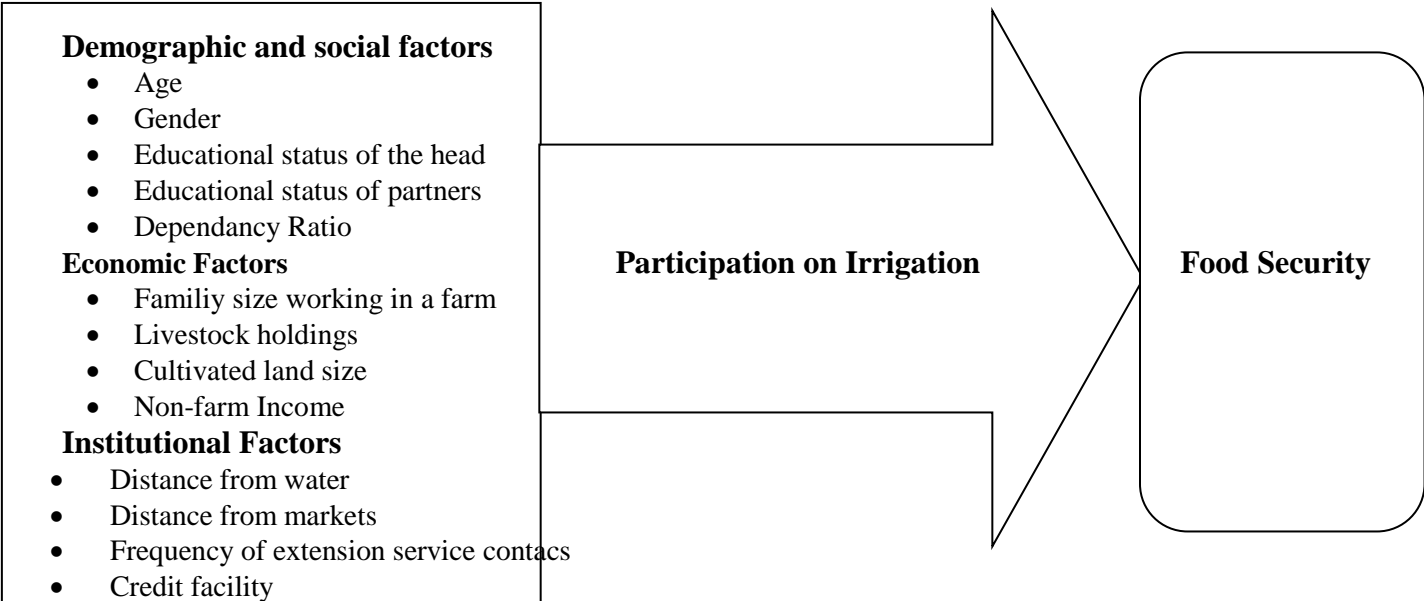 Demographic and social factors
• Age
• Gender
• Educational status of the head
• Educational status of partners
• Dependancy Ratio
Economic Factors
• Familiy size working in a farm
• Livestock holdings
• Cultivated land size
• Non-farm Income
Institutional Factors
• Distance from water
• Distance from markets
• Frequency of extension service contacs
• Credit facility
Participation on Irrigation
Food Security